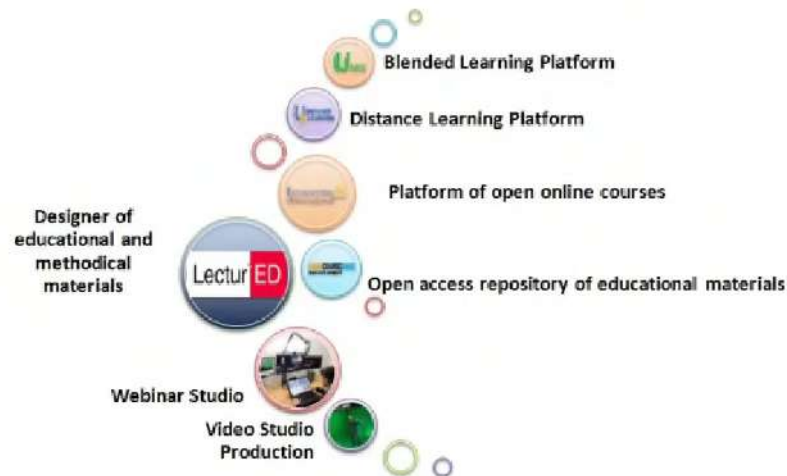 Blended Learning Platform
Distance Learning Platform
Platform of open online courses
Designer of
educational and
methodical
materials
Lectur'ED
Open access repository of educational materials
Webinar Studio
Video Studio
Production